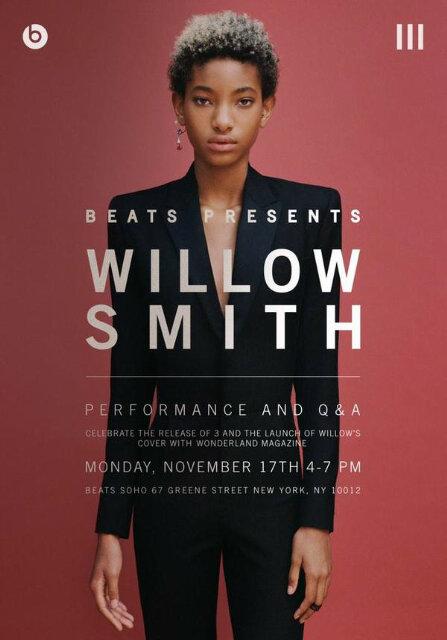 b
III
BEATS PRESENTS
WILLOW
SMITH
PERFORMANCE AND Q & A
CELEBRATE THE RELEASE OF 3 AND THE LAUNCH OF WILLOW'S
COVER WITH WONDERLAND MAGAZINE
MONDAY, NOVEMBER 17TH 4-7 PM
BEATS SOHO 67 GREENE STREET NEW YORK, NY 10012